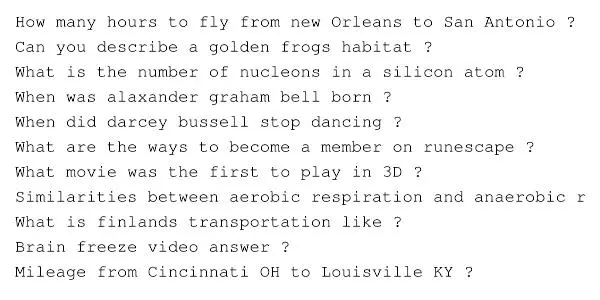 How many hours to fly from new Orleans to San Antonio ?
Can you describe a golden frogs habitat ?
What is the number of nucleons in a silicon atom ?
When was alaxander graham bell born ?
When did darcey bussell stop dancing ?
What are the ways to become a member on runescape ?
What movie was the first to play in 3D ?
Similarities between aerobic respiration and anaerobic r
What is finlands transportation like ?
Brain freeze video answer ?
Mileage from Cincinnati OH to Louisville KY ?